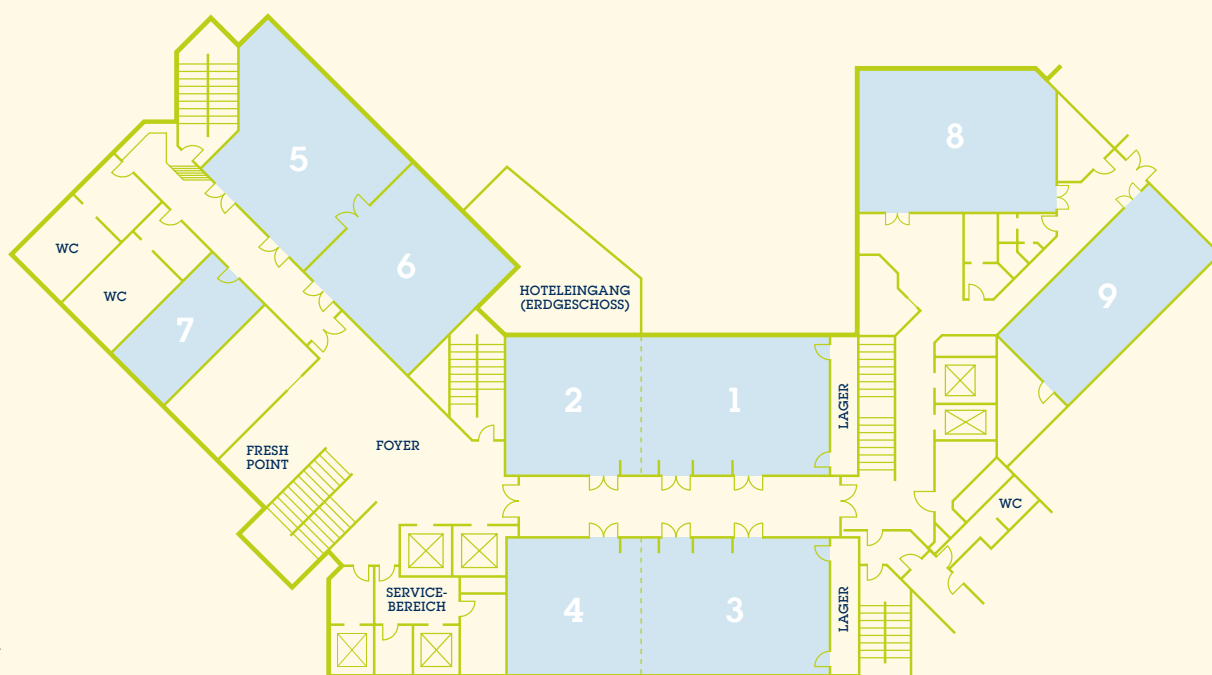 5
8
WC
6
9
WC
HOTELEINGANG
(ERDGESCHOSS)
7
2
1
LAGER
FRESH
POINT
FOYER
WC
SERVICE-
BEREICH
4
3
LAGER